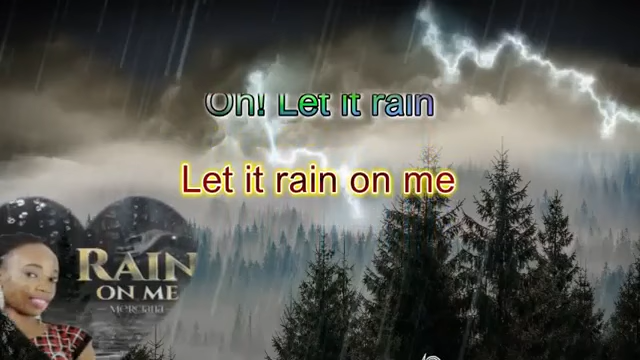 Oh! Let it rain
Let it rain on me
RAIN
ON ME